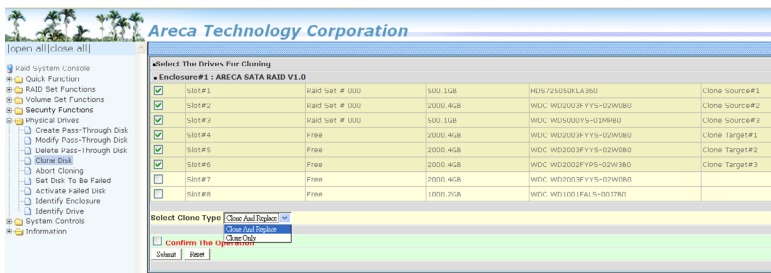 Areca Technology Corporation
|open all|close all|
Raid System Console
Quick Function
RAID Set Functions
Volume Set Functions
Security Functions
Physical Drives
Create Pass-Through Disk
Modify Pass-Through Disk
Delete Pass-Through Disk
Clone Disk
Abort Cloning
Set Disk To Be Failed
Activate Failed Disk
Identify Enclosure
Identify Drive
System Controls
Information
Select The Drives For Cloning
Enclosure#1 : ARECA SATA RAID V1.0
Slot#1 Raid Set # 000 500.1GB HDS725050KLA360 Clone Source#1
Slot#2 Raid Set # 000 2000.4GB WDC WD2003FYYS-02W0B0 Clone Source#2
Slot#3 Raid Set # 000 500.1GB WDC WD5000YS-01MPB0 Clone Source#3
Slot#4 Free 2000.4GB WDC WD2003FYYS-02W0B0 Clone Target#1
Slot#5 Free 2000.4GB WDC WD2003FYYS-02W0B0 Clone Target#2
Slot#6 Free 2000.4GB WDC WD2002FYPS-02W3B0 Clone Target#3
Slot#7 Free 2000.4GB WDC WD2003FYYS-02W0B0
Slot#8 Free 1000.2GB WDC WD1001FALS-00J7B0
Select Clone Type Clone And Replace
Clone And Replace
Clone Only
Confirm The Operation
Submit Reset